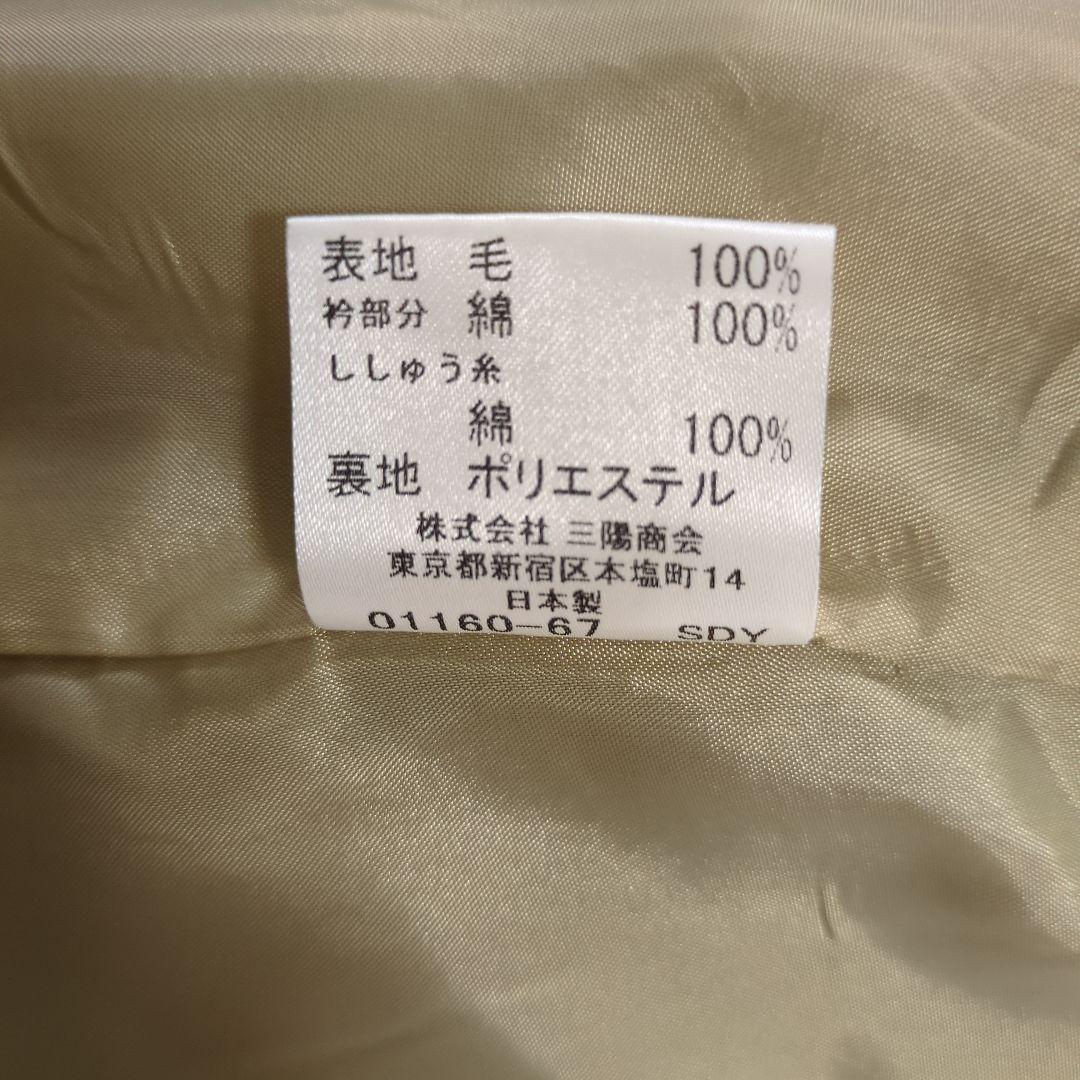 表地 毛 100%
衿部分 綿 100%
ししゅう糸
綿 100%
裏地 ポリエステル
株式会社 三陽商会
東京都新宿区本塩町14
日本製
01160-67 SDY